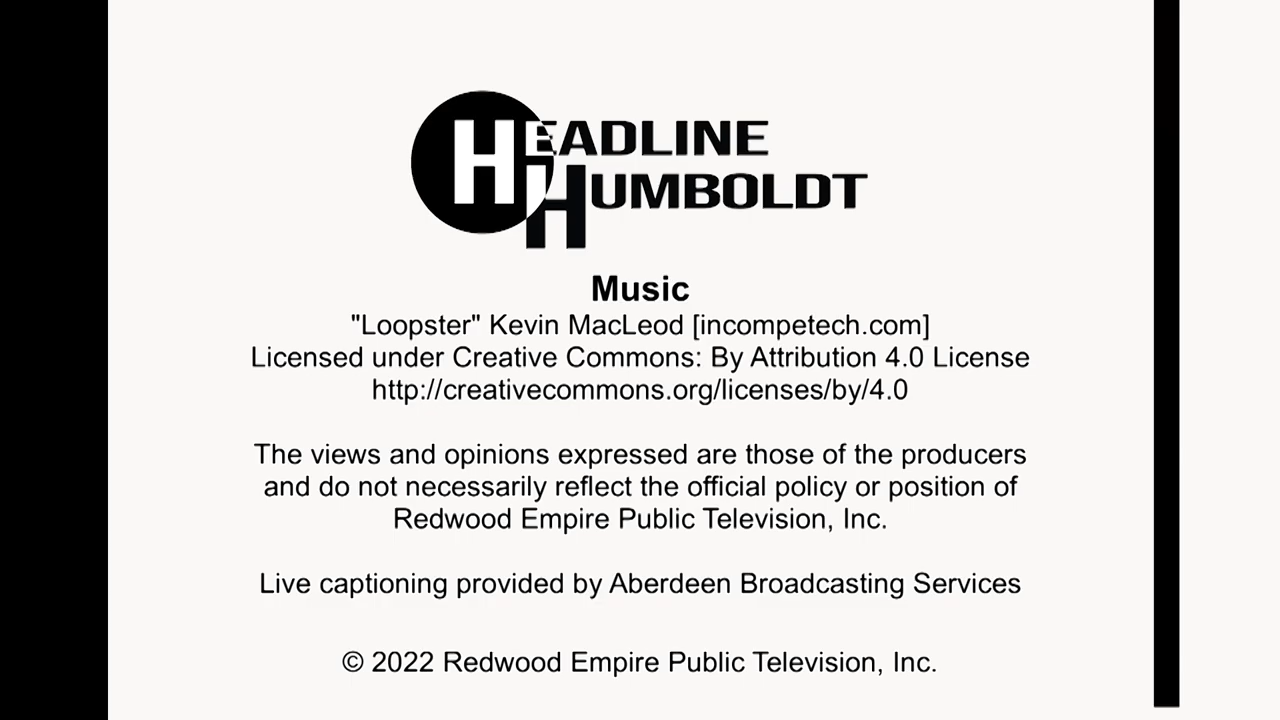 HEADLINE
HUMBOLDT
Music
"Loopster" Kevin MacLeod [incompetech.com]
Licensed under Creative Commons: By Attribution 4.0 License
http://creativecommons.org/licenses/by/4.0
The views and opinions expressed are those of the producers
and do not necessarily reflect the official policy or position of
Redwood Empire Public Television, Inc.
Live captioning provided by Aberdeen Broadcasting Services
© 2022 Redwood Empire Public Television, Inc.